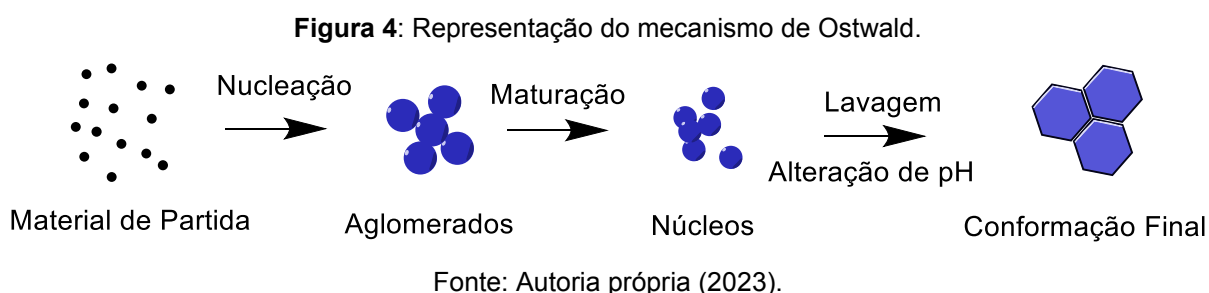 Figura 4: Representação do mecanismo de Ostwald.
Nucleação
Maturação
Lavagem
Alteração de pH
Material de Partida
Aglomerados
Núcleos
Conformação Final
Fonte: Autoria própria (2023).